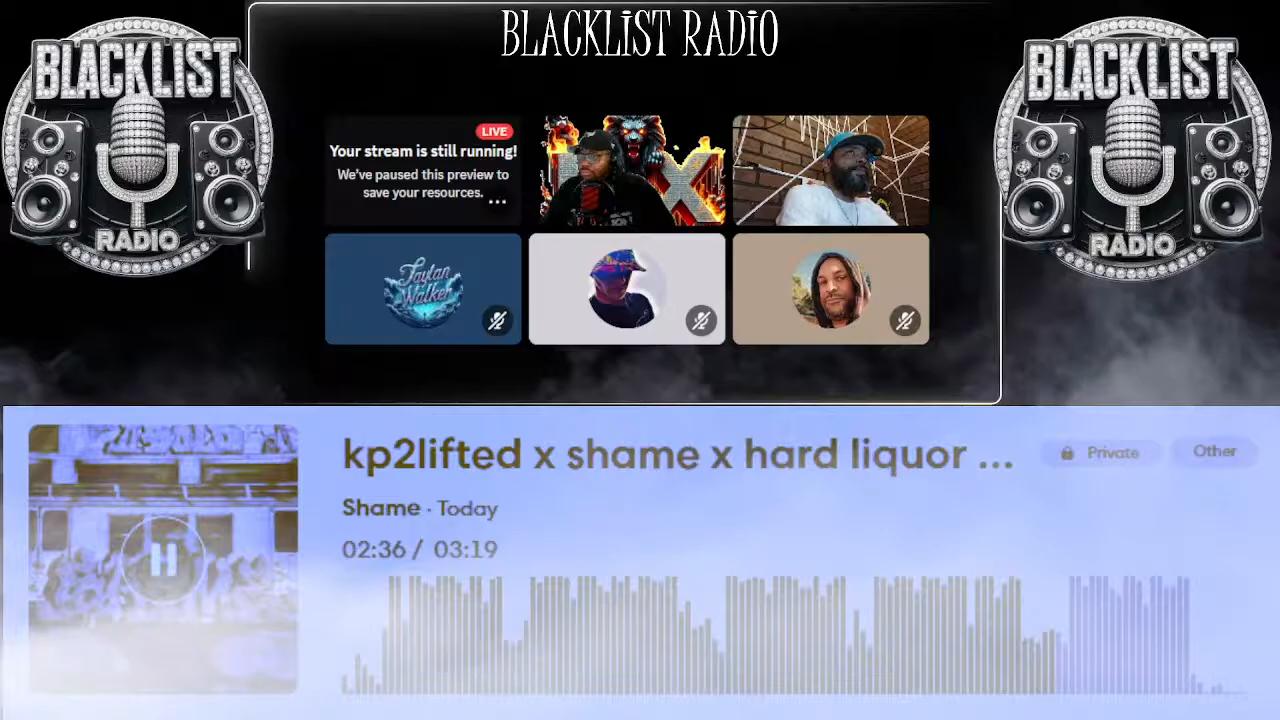 BLACKLIST RADIO
BLACKLIST
RADIO
BLACKLIST
RADIO
LIVE
Your stream is still running!
We've paused this preview to
save your resources.
...
Taylan
Walker
kp2lifted x shame x hard liquor ...
Private
Other
Shame · Today
02:36 / 03:19